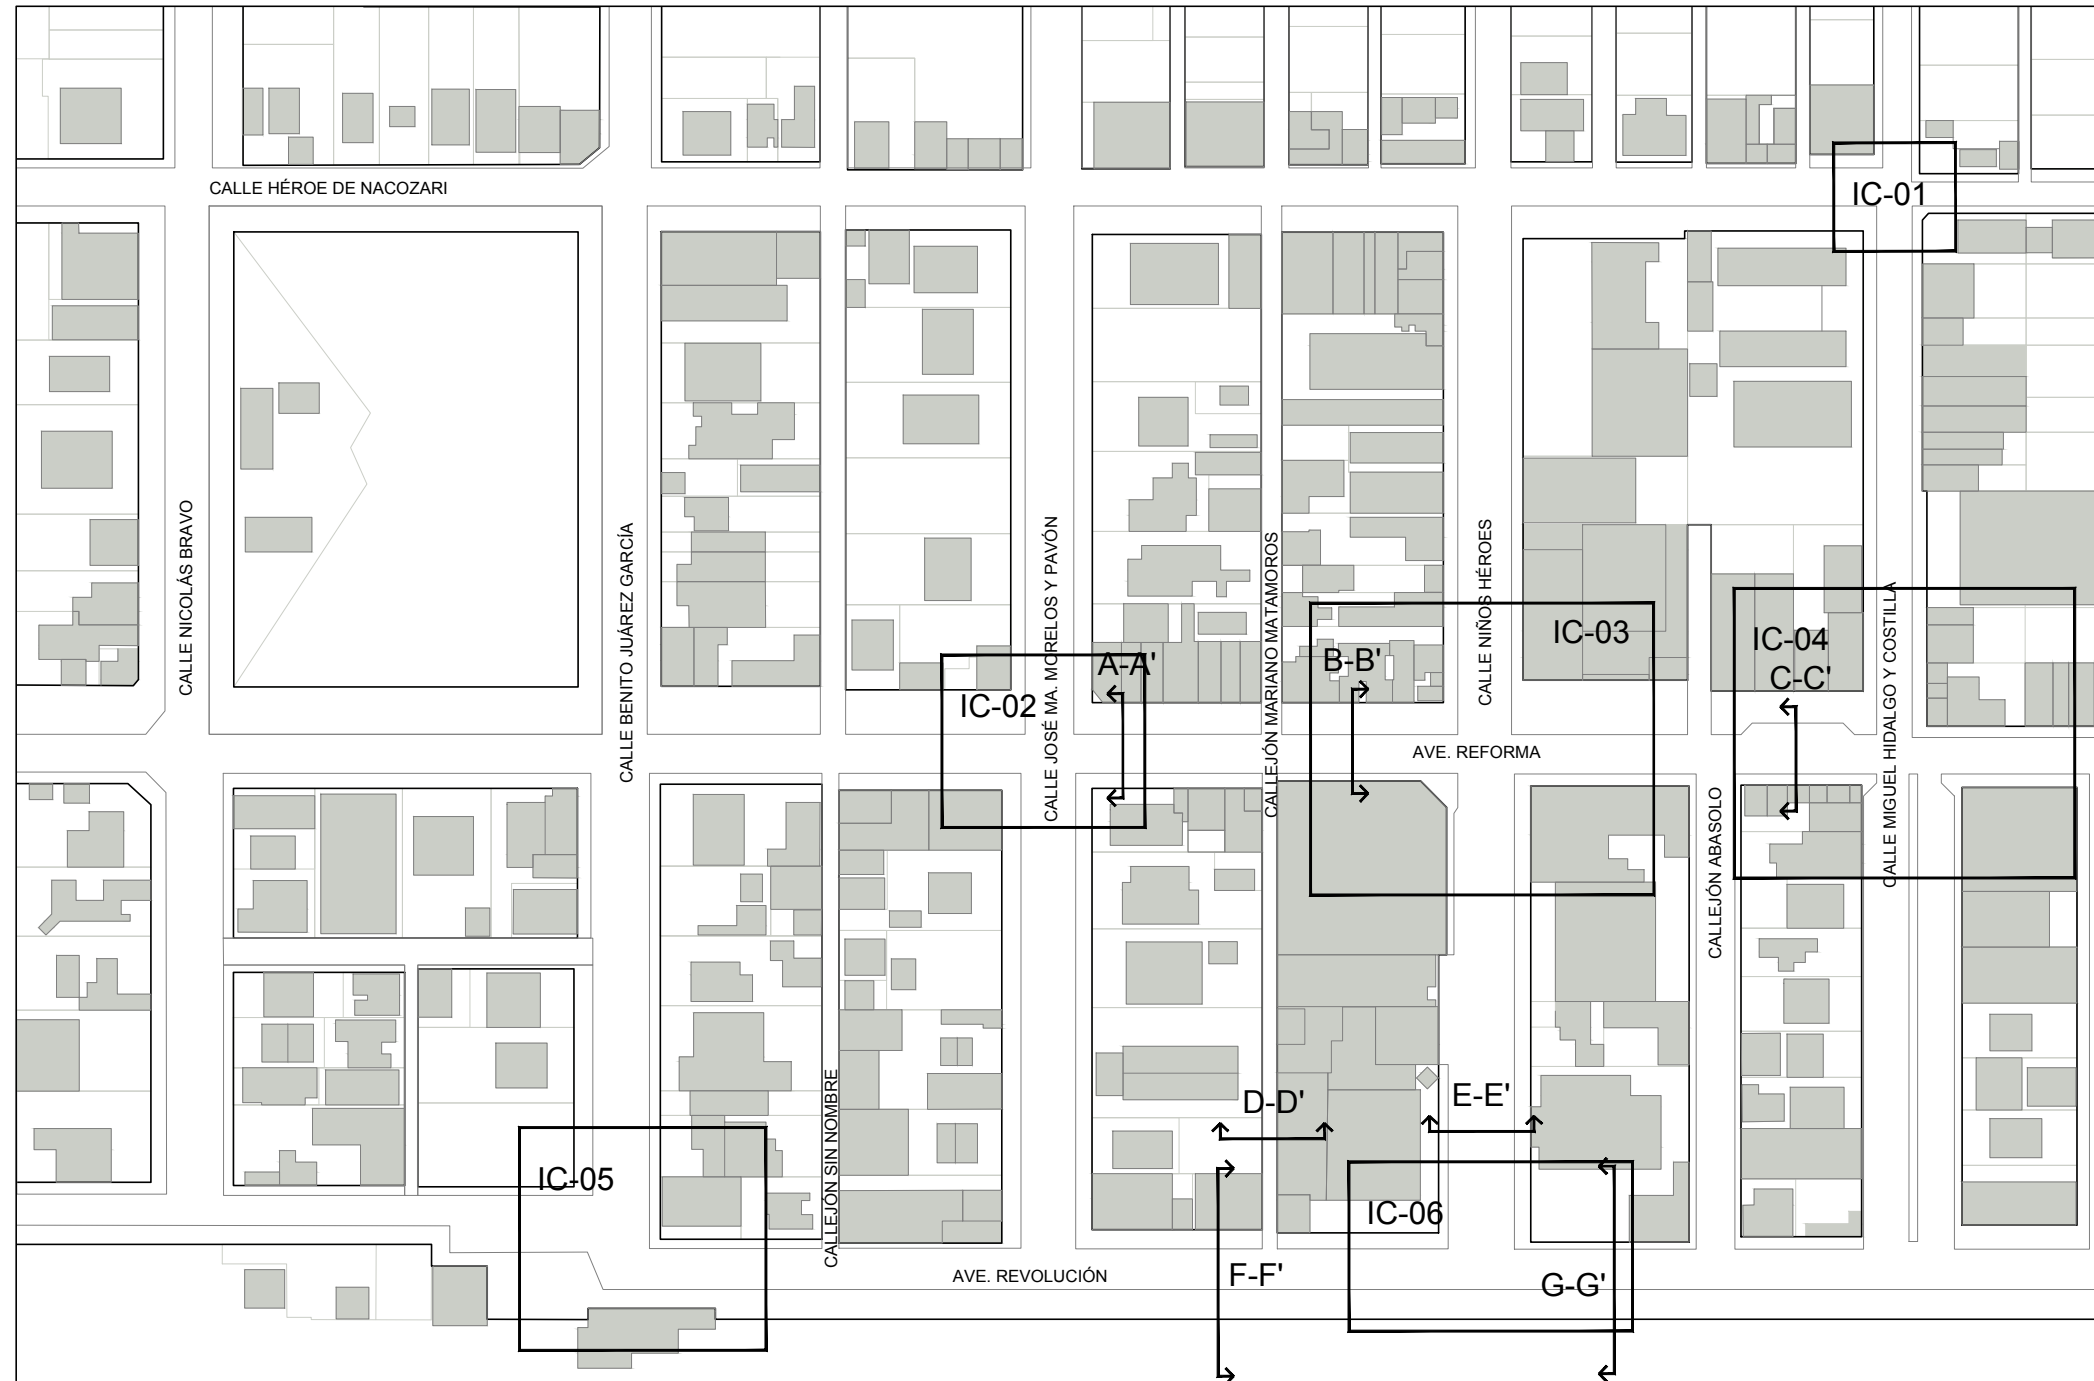 CALLE HÉROE DE NACOZARI
IC-01
CALLE NICOLÁS BRAVO
CALLE BENITO JUÁREZ GARCÍA
CALLE JOSÉ MA. MORELOS Y PAVÓN
CALLEJÓN MARIANO MATAMOROS
CALLE NIÑOS HÉROES
CALLE MIGUEL HIDALGO Y COSTILLA
IC-02
A-A'
B-B'
IC-03
IC-04
C-C'
AVE. REFORMA
CALLEJÓN ABASOLO
CALLEJÓN SIN NOMBRE
D-D'
E-E'
IC-05
IC-06
AVE. REVOLUCIÓN
F-F'
G-G'